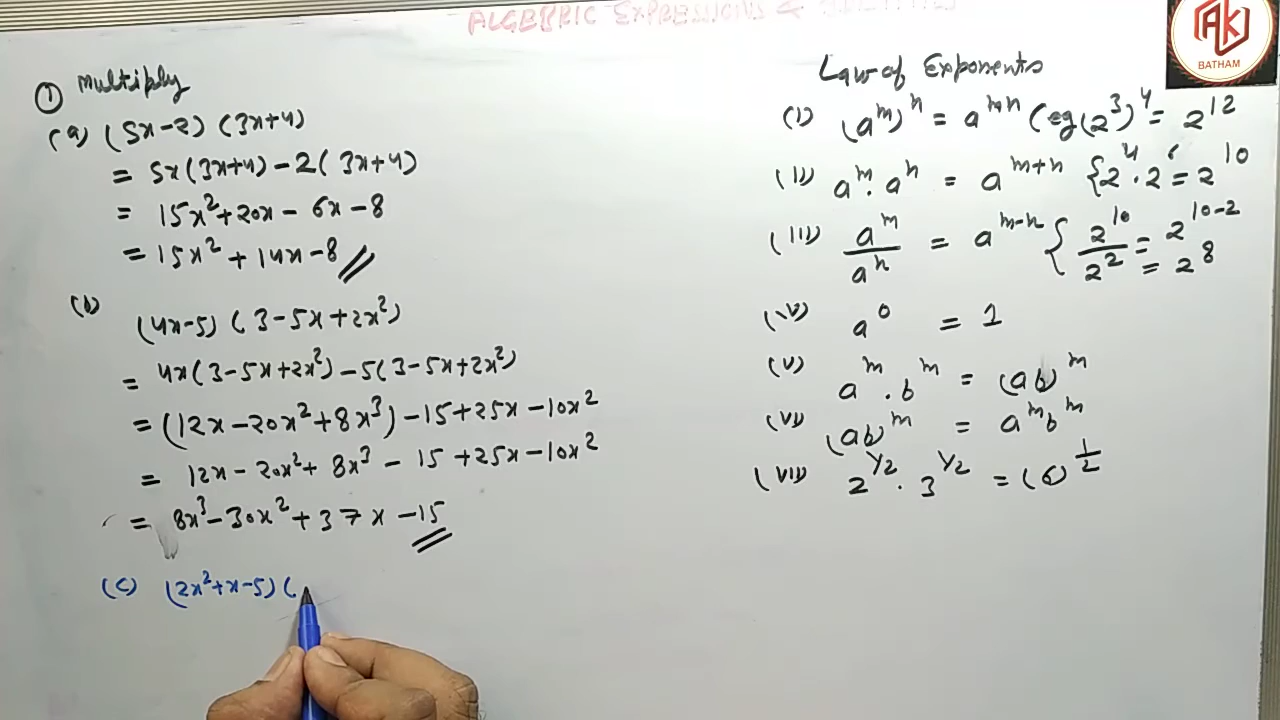 ALGEBRIC EXPRESSIONS &
① Multiply
(a) (5x-2) (3x+4)
= 5x(3x+4) - 2(3x+4)
= 15x² + 20x - 6x - 8
= 15x² + 14x - 8
(b)
(4x-5) (3-5x+2x²)
= 4x(3-5x+2x²) - 5(3-5x+2x²)
= (12x - 20x² + 8x³) - 15 + 25x - 10x²
= 12x - 20x² + 8x³ - 15 + 25x - 10x²
= 8x³ - 30x² + 37x - 15
(c) (2x²+x-5) (
Law of Exponents
(i) (aᵐ)ⁿ = aᵐ˟ⁿ (eg (2³)⁴ = 2¹²
(ii) aᵐ . aⁿ = aᵐ⁺ⁿ {2⁴ . 2⁶ = 2¹⁰
(iii) aᵐ/aⁿ = aᵐ⁻ⁿ { 2¹⁰/2² = 2¹⁰⁻²
= 2⁸
(iv) a⁰ = 1
(v) aᵐ . bᵐ = (ab)ᵐ
(vi) (ab)ᵐ = aᵐbᵐ
(vii) 2^1/2 . 3^1/2 = (6)^1/2
AK
BATHAM